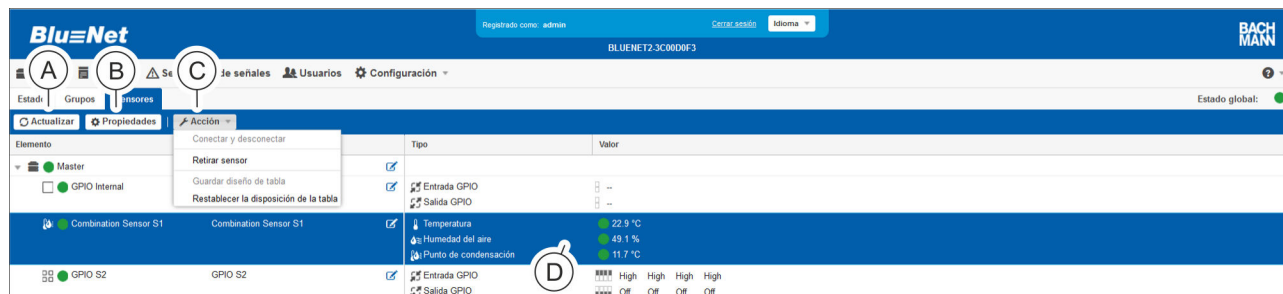 Registrado como: admin
Cerrar sesión
Idioma
Blu≡Net
BLUENET2-3C00D0F3
BACH
MANN
A
B
C
de señales
Usuarios
Configuración
Grupos
Estado global:
Actualizar
Propiedades
Acción
Conectar y desconectar
Retirar sensor
Guardar diseño de tabla
Restablecer la disposición de la tabla
Elemento
Tipo
Valor
Master
GPIO Internal
Entrada GPIO
--
Salida GPIO
--
Combination Sensor S1
Combination Sensor S1
Temperatura
22.9 °C
Humedad del aire
49.1 %
Punto de condensación
11.7 °C
D
GPIO S2
GPIO S2
Entrada GPIO
High High High High
Salida GPIO
Off Off Off Off